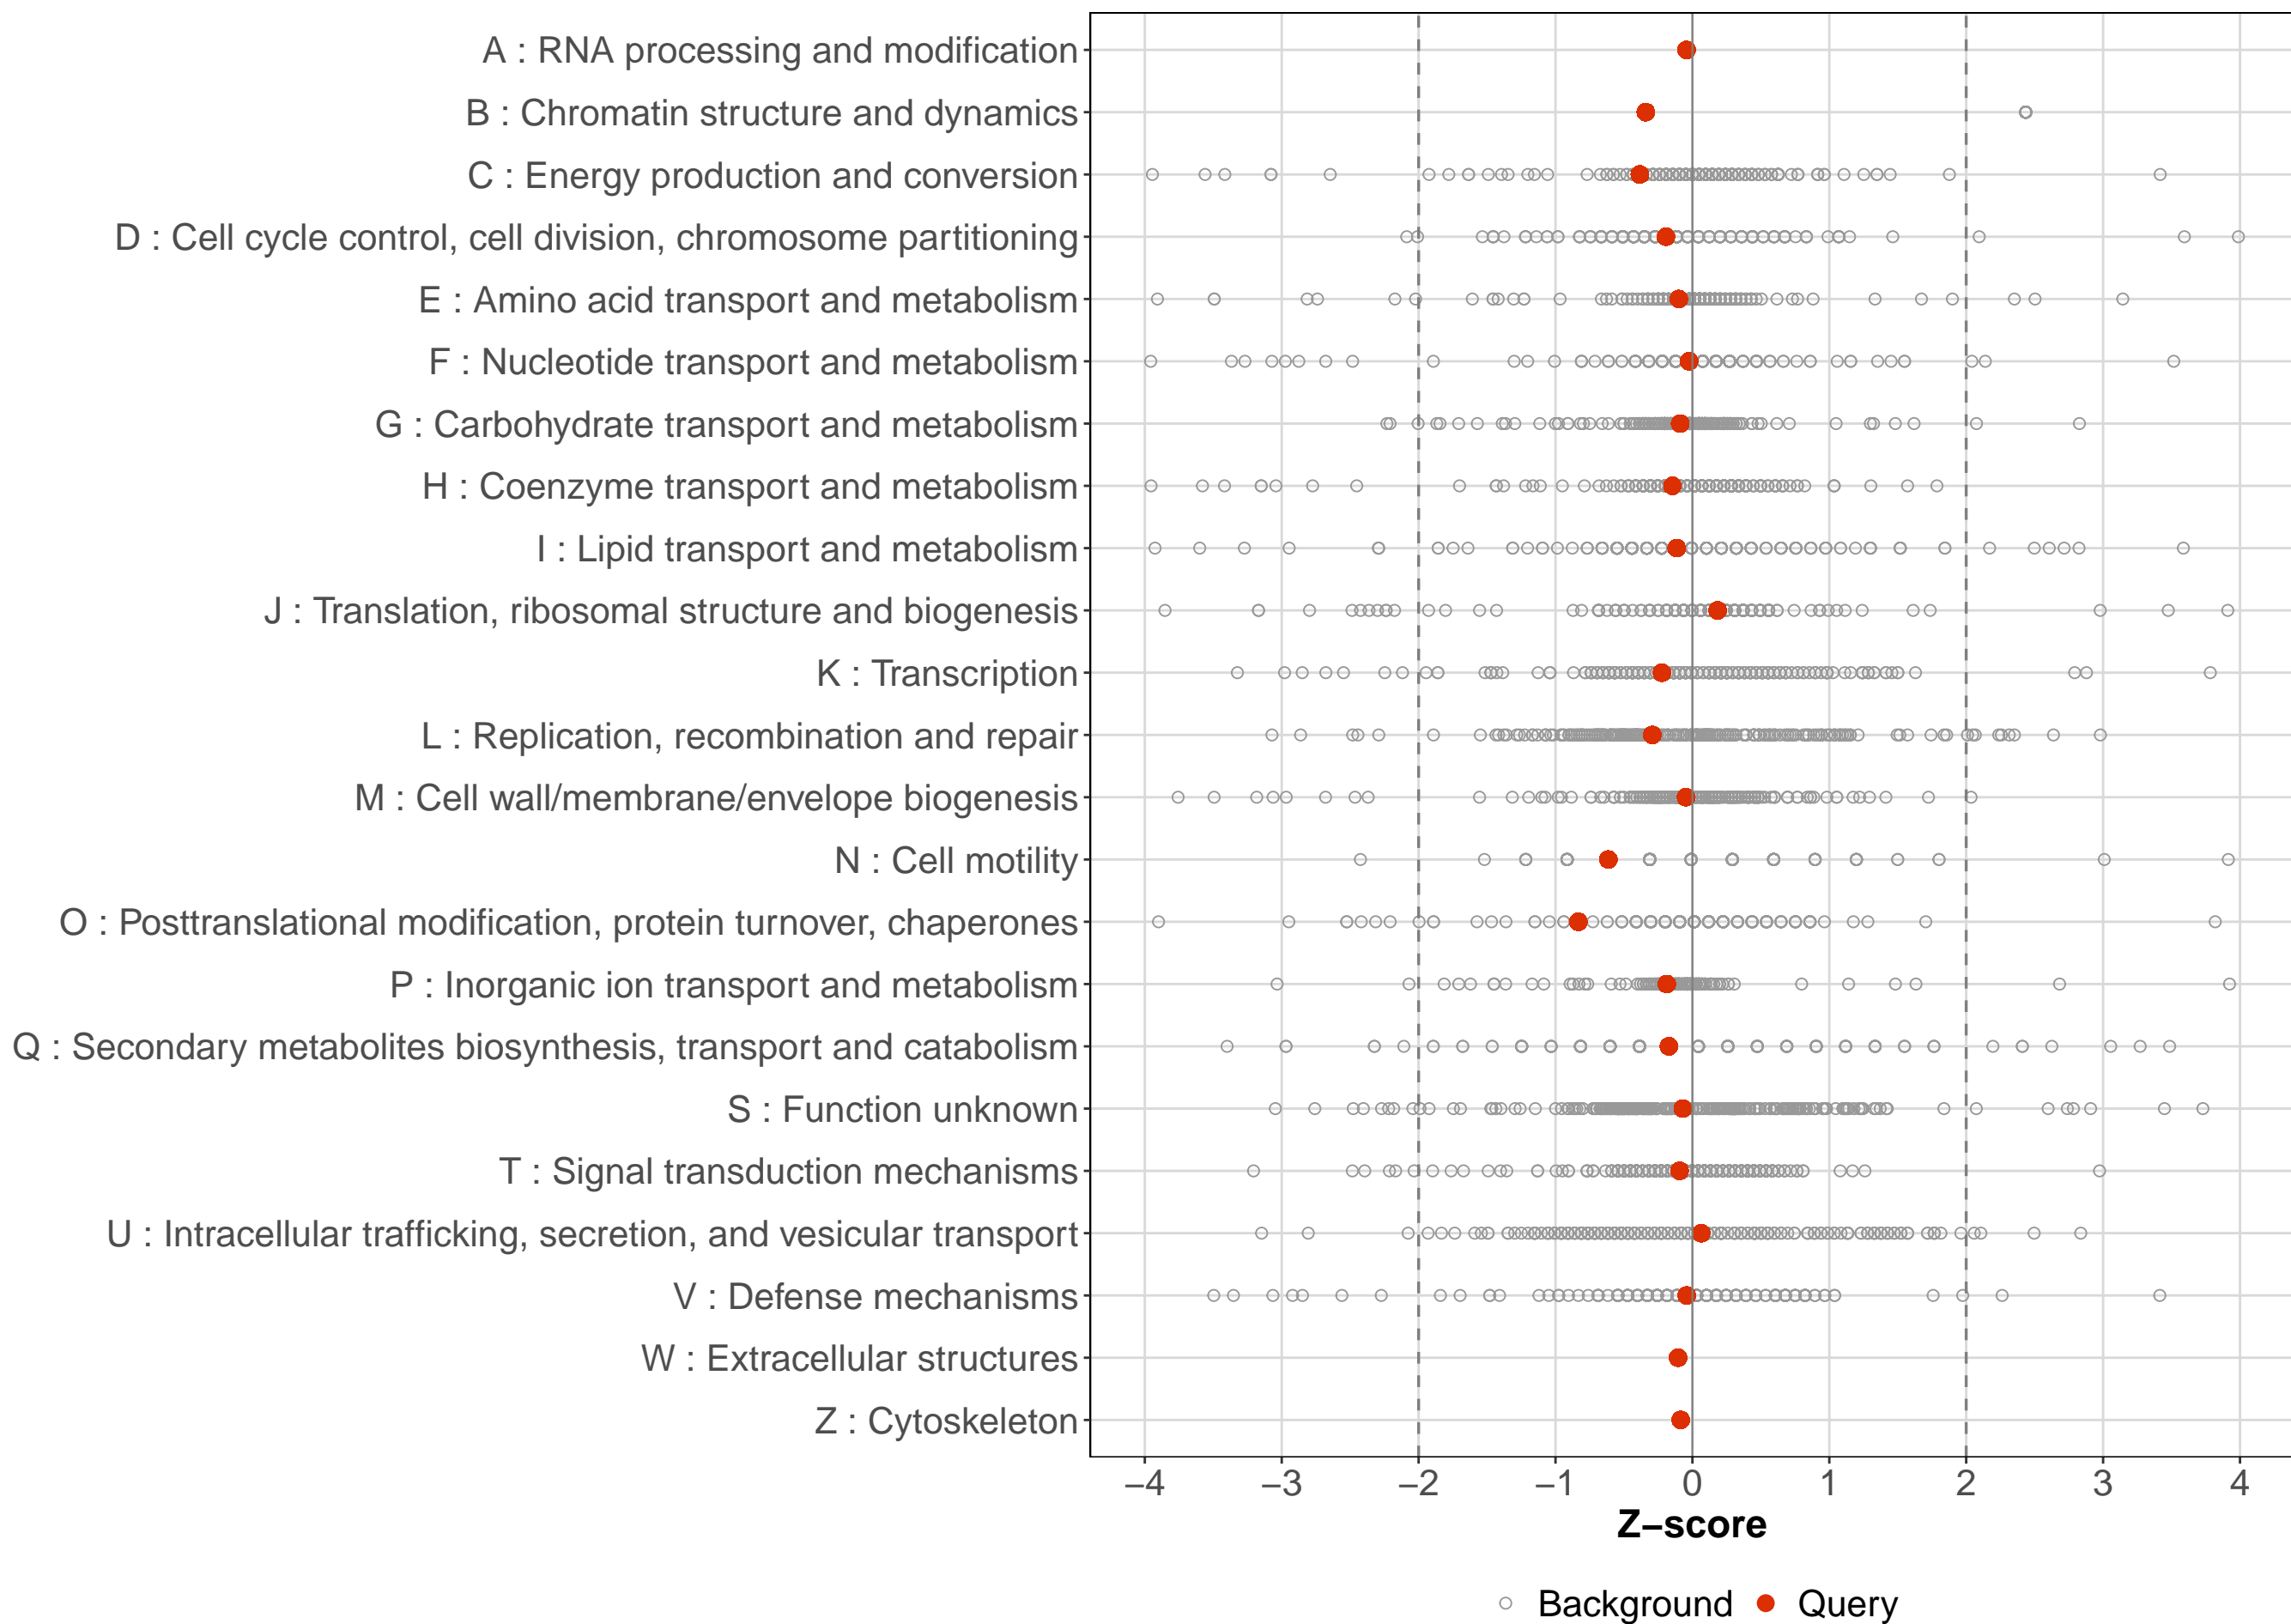 A : RNA processing and modification
B : Chromatin structure and dynamics
C : Energy production and conversion
D : Cell cycle control, cell division, chromosome partitioning
E : Amino acid transport and metabolism
F : Nucleotide transport and metabolism
G : Carbohydrate transport and metabolism
H : Coenzyme transport and metabolism
I : Lipid transport and metabolism
J : Translation, ribosomal structure and biogenesis
K : Transcription
L : Replication, recombination and repair
M : Cell wall/membrane/envelope biogenesis
N : Cell motility
O : Posttranslational modification, protein turnover, chaperones
P : Inorganic ion transport and metabolism
Q : Secondary metabolites biosynthesis, transport and catabolism
S : Function unknown
T : Signal transduction mechanisms
U : Intracellular trafficking, secretion, and vesicular transport
V : Defense mechanisms
W : Extracellular structures
Z : Cytoskeleton
−4 −3 −2 −1 0 1 2 3 4
Z−score
Background Query